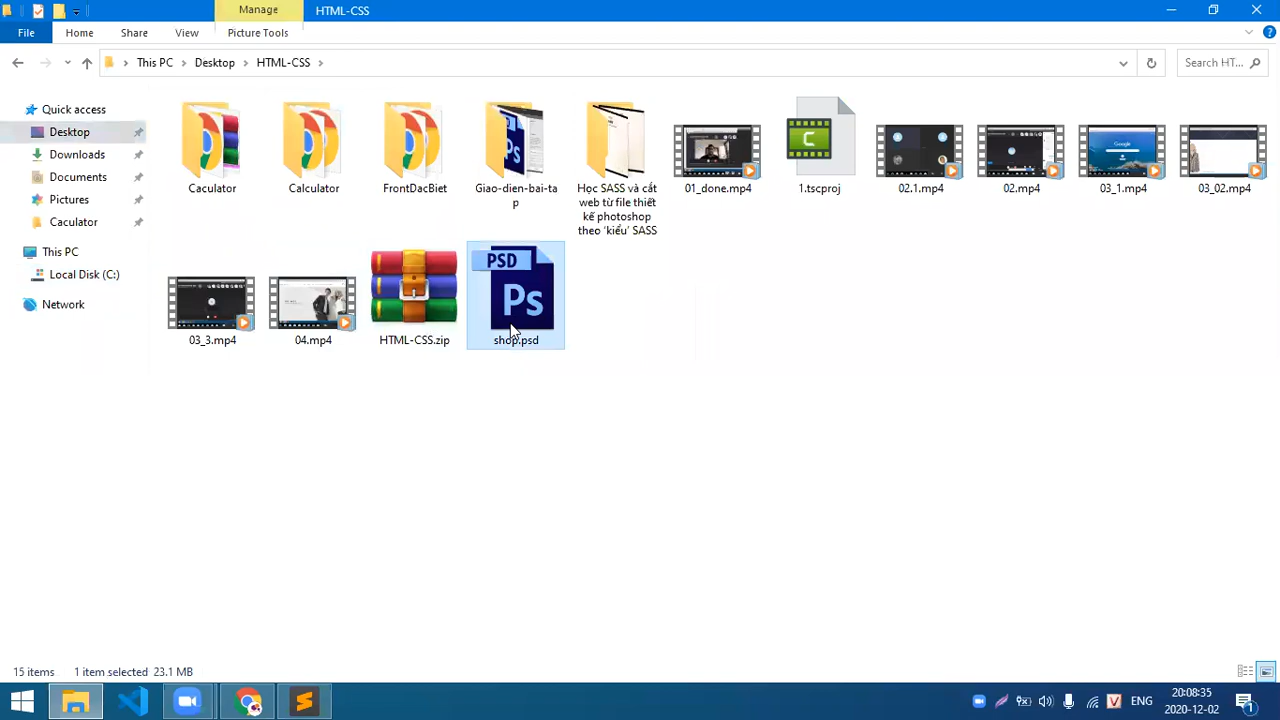 Manage
HTML-CSS
File
Home
Share
View
Picture Tools
This PC
Desktop
HTML-CSS
Search HT...
Quick access
Desktop
Downloads
Documents
Pictures
Caculator
This PC
Local Disk (C:)
Network
Caculator
Calculator
FrontDacBiet
Giao-dien-bai-ta
p
Học SASS và cắt
web từ file thiết
kế photoshop
theo ‘kiểu’ SASS
01_done.mp4
C
1.tscproj
02.1.mp4
02.mp4
Google
03_1.mp4
03_02.mp4
03_3.mp4
04.mp4
HTML-CSS.zip
PSD
Ps
shop.psd
15 items
1 item selected 23.1 MB
V
ENG
20:08:35
2020-12-02
1